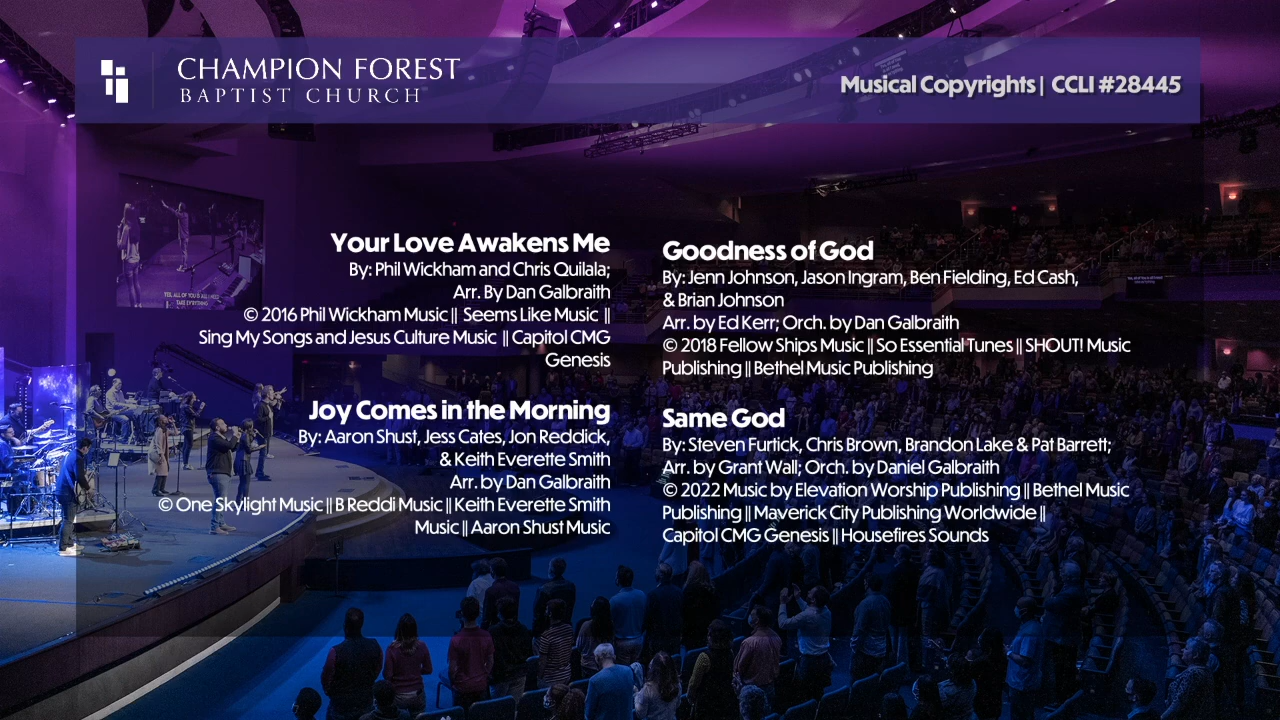 CHAMPION FOREST
BAPTIST CHURCH
Musical Copyrights | CCLI #28445
Your Love Awakens Me
By: Phil Wickham and Chris Quilala;
Arr. By Dan Galbraith
© 2016 Phil Wickham Music || Seems Like Music ||
Sing My Songs and Jesus Culture Music || Capitol CMG
Genesis
Joy Comes in the Morning
By: Aaron Shust, Jess Cates, Jon Reddick,
& Keith Everette Smith
Arr. by Dan Galbraith
© One Skylight Music || B Reddi Music || Keith Everette Smith
Music || Aaron Shust Music
Goodness of God
By: Jenn Johnson, Jason Ingram, Ben Fielding, Ed Cash,
& Brian Johnson
Arr. by Ed Kerr; Orch. by Dan Galbraith
© 2018 Fellow Ships Music || So Essential Tunes || SHOUT! Music
Publishing || Bethel Music Publishing
Same God
By: Steven Furtick, Chris Brown, Brandon Lake & Pat Barrett;
Arr. by Grant Wall; Orch. by Daniel Galbraith
© 2022 Music by Elevation Worship Publishing || Bethel Music
Publishing || Maverick City Publishing Worldwide ||
Capitol CMG Genesis || Housefires Sounds